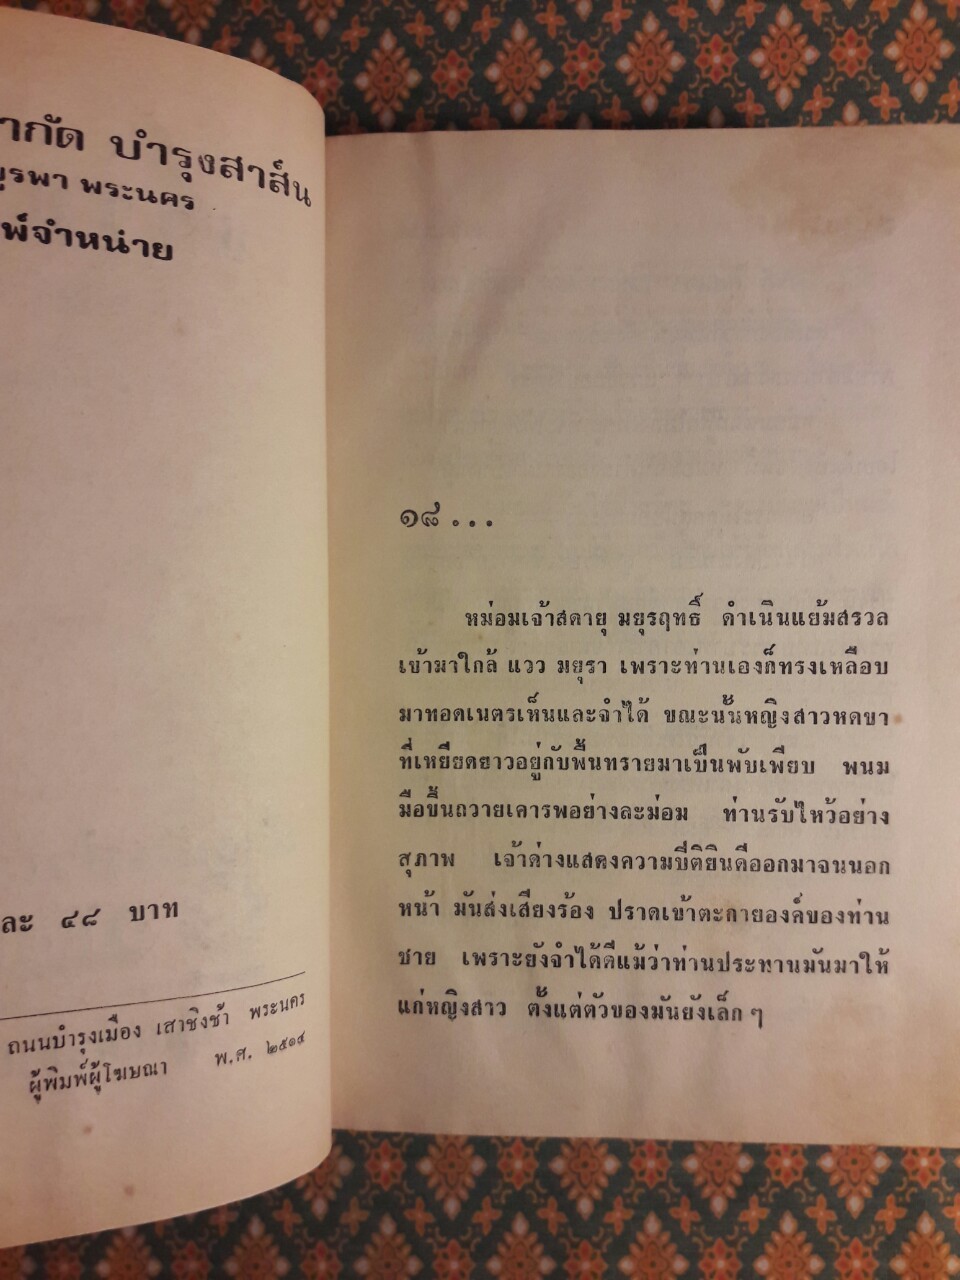 บำรุงสาส์น
บูรพา พระนคร
จำหน่าย
ละ ๔๘ บาท
ถนนบำรุงเมือง เสาชิงช้า พระนคร
ผู้พิมพ์ผู้โฆษณา พ.ศ. ๒๕๑๔
๑๘...
หม่อมเจ้าสดายุ มยุรฤทธิ์ ดำเนินแย้มสรวล
เข้ามาใกล้ แวว มยุรา เพราะท่านเองก็ทรงเหลือบ
มาทอดเนตรเห็นและจำได้ ขณะนั้นหญิงสาวหดขา
ที่เหยียดยาวอยู่กับพื้นทรายมาเป็นพับเพียบ พนม
มือขึ้นถวายเคารพอย่างละม่อม ท่านรับไหว้อย่าง
สุภาพ เจ้าด่างแสดงความปีติยินดีออกมาจนนอก
หน้า มันส่งเสียงร้อง ปราดเข้าตะกายองค์ของท่าน
ชาย เพราะยังจำได้ดีแม้ว่าท่านประทานมันมาให้
แก่หญิงสาว ตั้งแต่ตัวของมันยังเล็ก ๆ